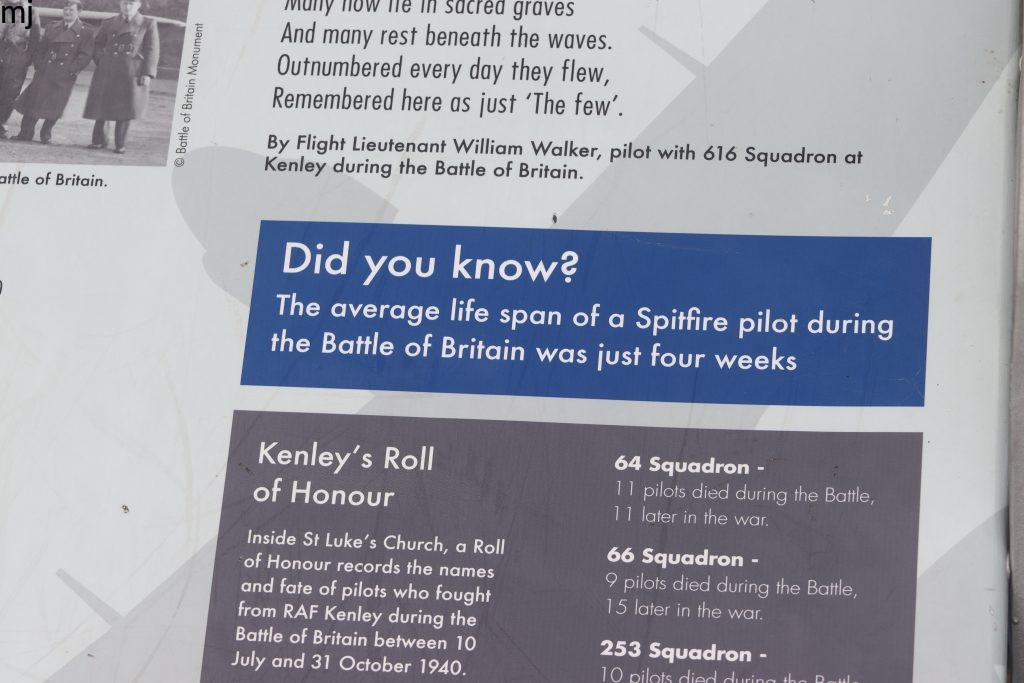 mj
© Battle of Britain Monument
attle of Britain.
Many now lie in sacred graves
And many rest beneath the waves.
Outnumbered every day they flew,
Remembered here as just ‘The few’.
By Flight Lieutenant William Walker, pilot with 616 Squadron at
Kenley during the Battle of Britain.
Did you know?
The average life span of a Spitfire pilot during
the Battle of Britain was just four weeks
Kenley’s Roll
of Honour
Inside St Luke’s Church, a Roll
of Honour records the names
and fate of pilots who fought
from RAF Kenley during the
Battle of Britain between 10
July and 31 October 1940.
64 Squadron -
11 pilots died during the Battle,
11 later in the war.
66 Squadron -
9 pilots died during the Battle,
15 later in the war.
253 Squadron -
10 pilots died during the Battle